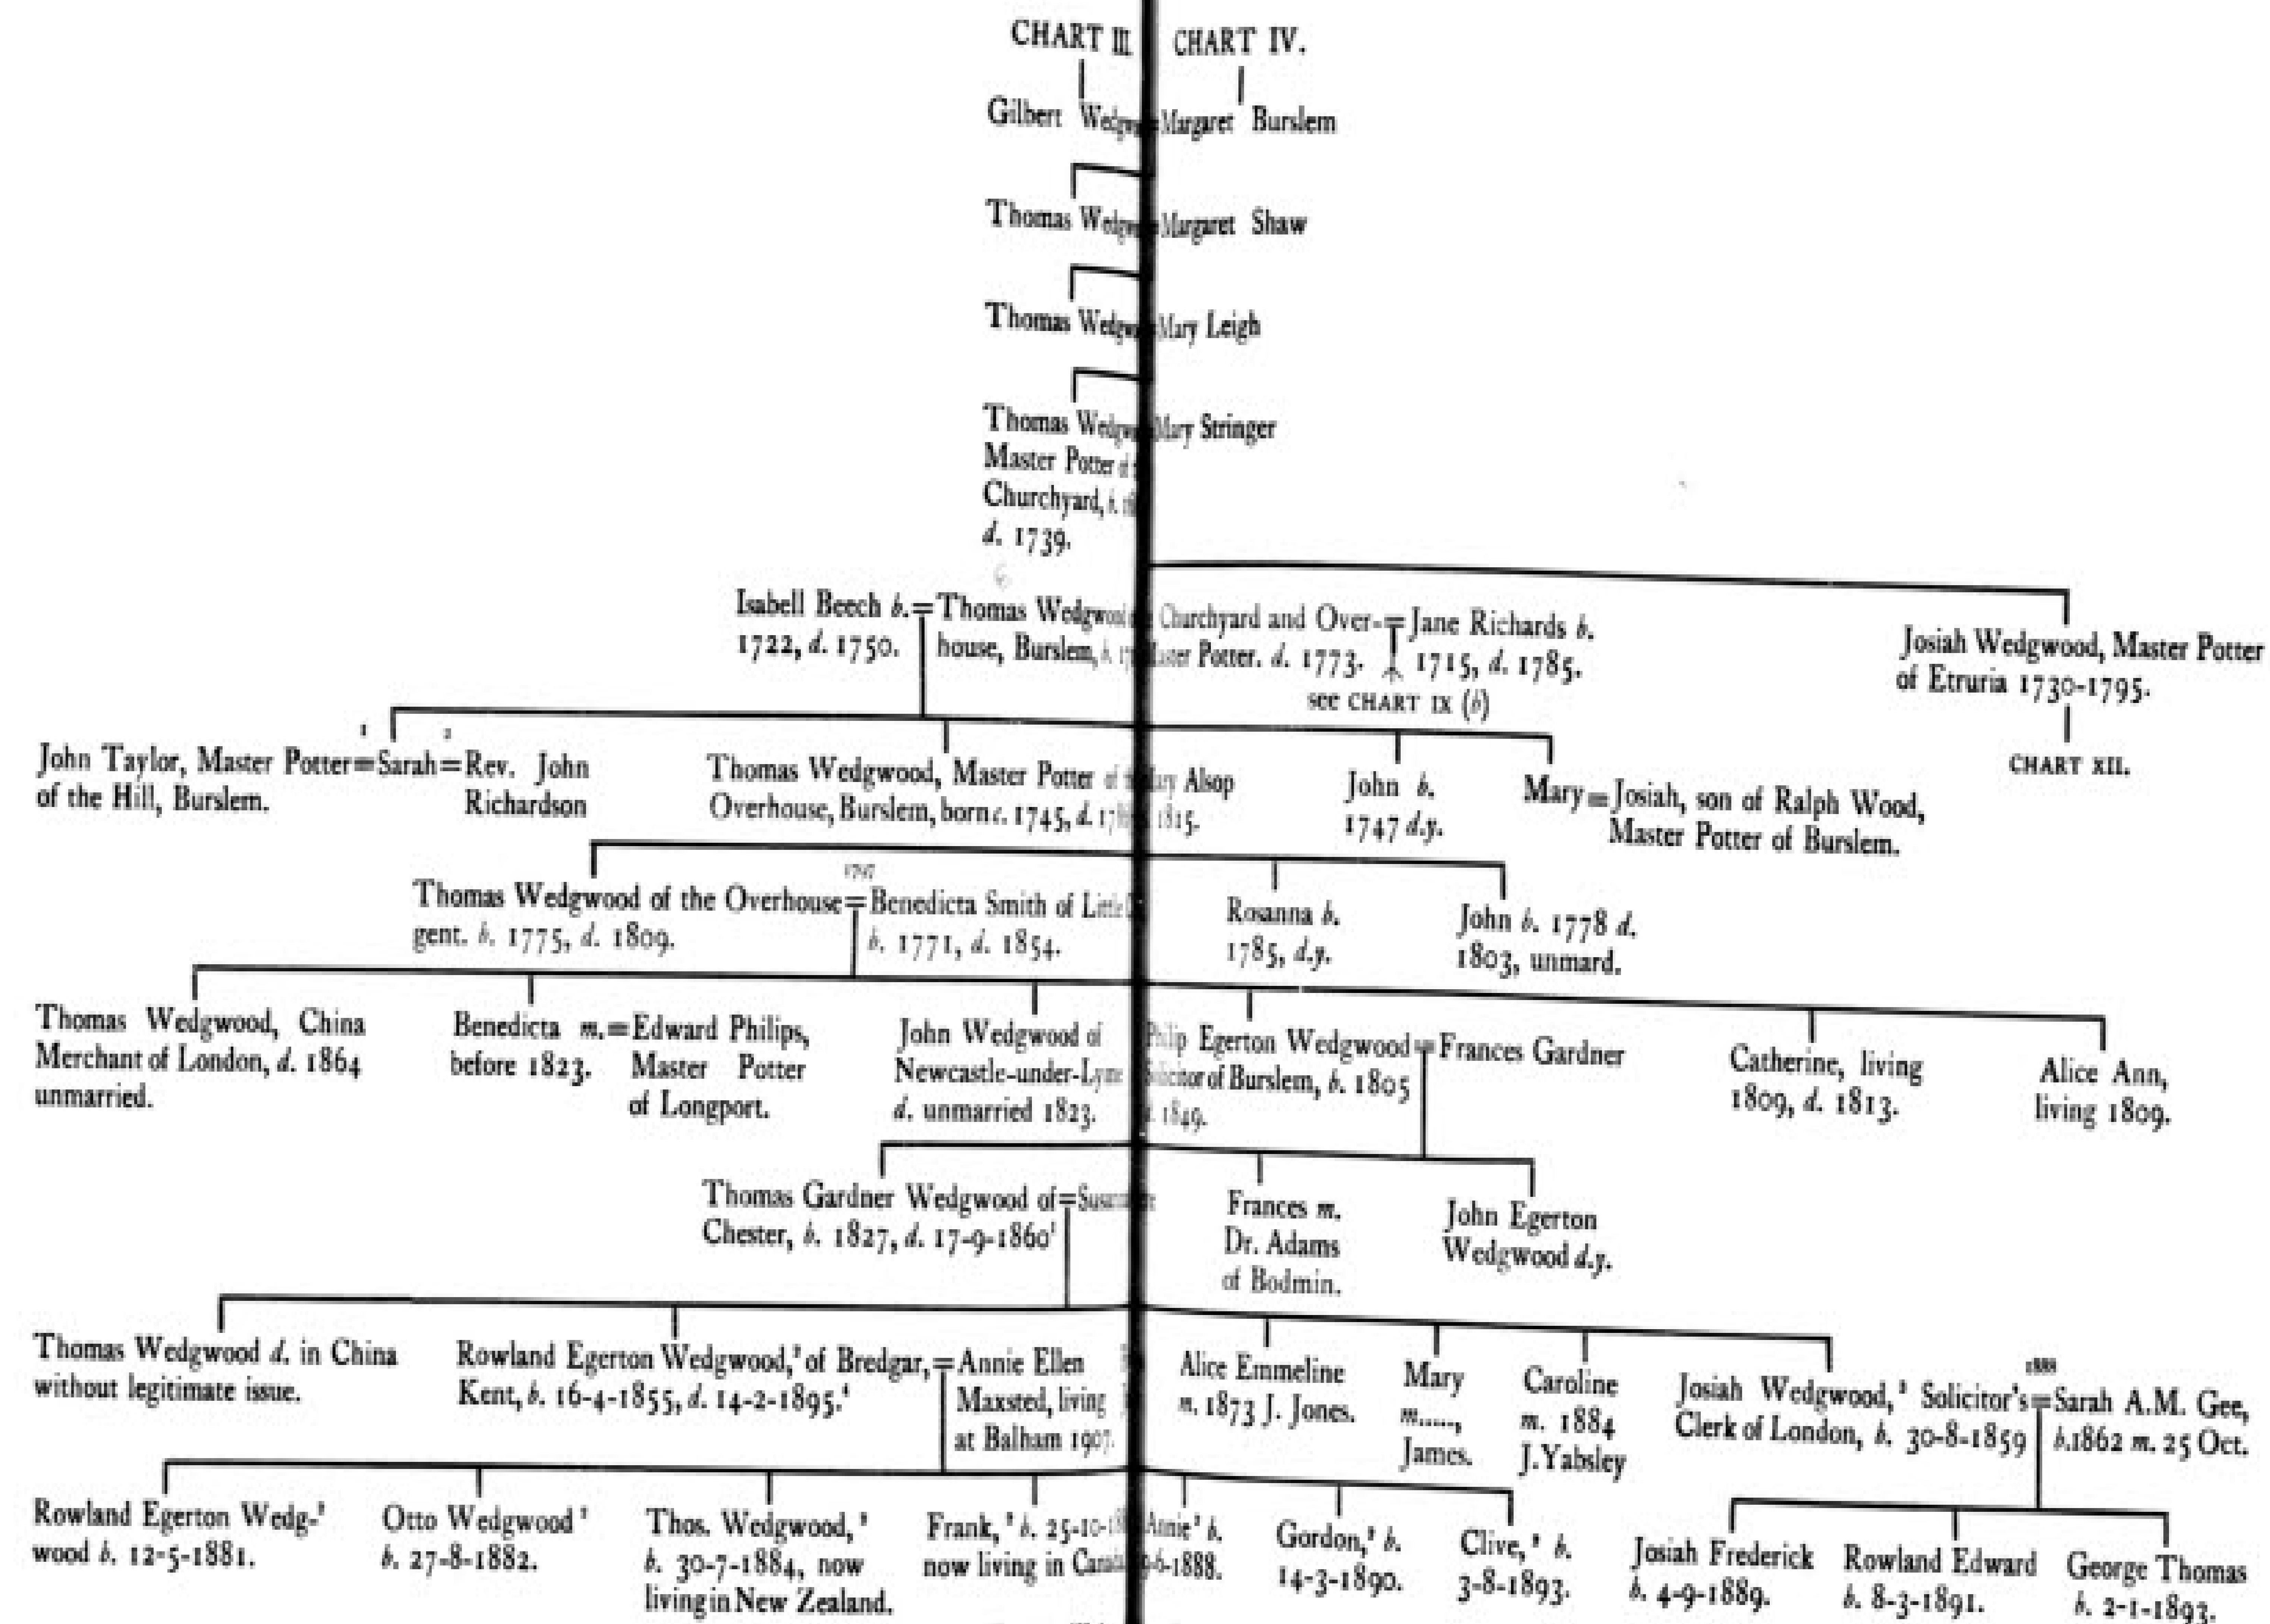 CHART III. CHART IV.
Gilbert Margaret Burslem
Thomas Margaret Shaw
Thomas Mary Leigh
Thomas Mary Stringer
Master Potter
Churchyard, b.
d. 1739.
Isabell Beech b. = Thomas Wedgwood Churchyard and Over- = Jane Richards b.
1722, d. 1750. house, Burslem, Potter. d. 1773. 1715, d. 1785.
see CHART IX (b)
Josiah Wedgwood, Master Potter
of Etruria 1730-1795.
CHART XII.
1 2
John Taylor, Master Potter = Sarah = Rev. John
of the Hill, Burslem. Richardson
Thomas Wedgwood, Master Potter of Alsop
Overhouse, Burslem, born c. 1745, d. 1815.
John b.
1747 d.y.
Mary = Josiah, son of Ralph Wood,
Master Potter of Burslem.
Thomas Wedgwood of the Overhouse = Benedicta Smith of
gent. b. 1775, d. 1809. b. 1771, d. 1854.
Rosanna b.
1785, d.y.
John b. 1778 d.
1803, unmard.
Thomas Wedgwood, China
Merchant of London, d. 1864
unmarried.
Benedicta m. = Edward Philips,
before 1823. Master Potter
of Longport.
John Wedgwood of
Newcastle-under-Lyme
d. unmarried 1823.
Philip Egerton Wedgwood = Frances Gardner
Solicitor of Burslem, b. 1805
d. 1849.
Catherine, living
1809, d. 1813.
Alice Ann,
living 1809.
Thomas Gardner Wedgwood of =
Chester, b. 1827, d. 17-9-1860¹
Frances m.
Dr. Adams
of Bodmin.
John Egerton
Wedgwood d.y.
Thomas Wedgwood d. in China
without legitimate issue.
Rowland Egerton Wedgwood, of Bredgar, = Annie Ellen
Kent, b. 16-4-1855, d. 14-2-1895. Maxsted, living
at Balham 1907.
Alice Emmeline
m. 1873 J. Jones.
Mary
m.....,
James.
Caroline
m. 1884
J. Yabsley
1888
Josiah Wedgwood, Solicitor's = Sarah A.M. Gee,
Clerk of London, b. 30-8-1859 b. 1862 m. 25 Oct.
Rowland Egerton Wedg-
wood b. 12-5-1881.
Otto Wedgwood
b. 27-8-1882.
Thos. Wedgwood,
b. 30-7-1884, now
living in New Zealand.
Frank, b. 25-10-
now living in Canada
Annie b.
1888.
Gordon, b.
14-3-1890.
Clive, b.
3-8-1893.
Josiah Frederick
b. 4-9-1889.
Rowland Edward
b. 8-3-1891.
George Thomas
b. 2-1-1893.